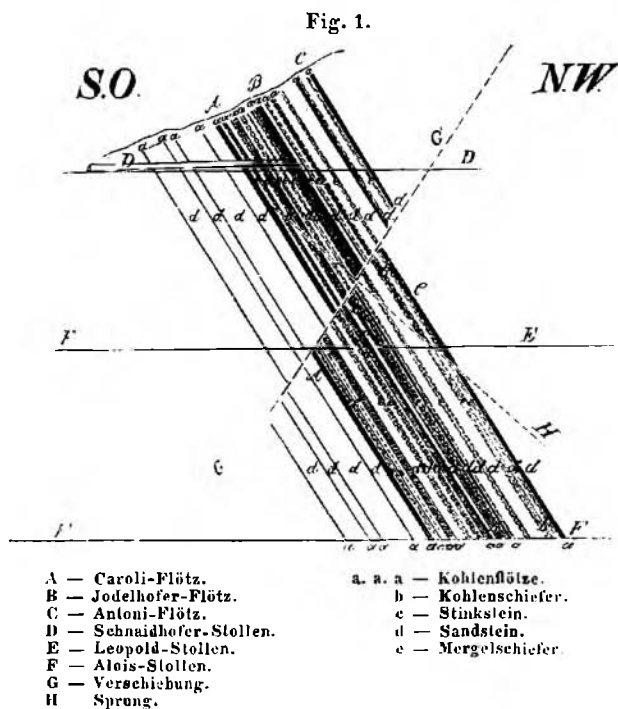 Fig. 1.
S.O. N.W.
C
B
A
a a a a
G
D D
d
d d d d d d d d
e
F E
A
H
G
d d d d d d d d d
F F
a a a a
A — Caroli-Flötz.
B — Jodelhofer-Flötz.
C — Antoni-Flötz.
D — Schnaidhofer-Stollen.
E — Leopold-Stollen.
F — Alois-Stollen.
G — Verschiebung.
H Sprung.
a. a. a — Kohlenflötze.
b — Kohlenschiefer.
c — Stinkstein.
d — Sandstein.
e — Mergelschiefer.